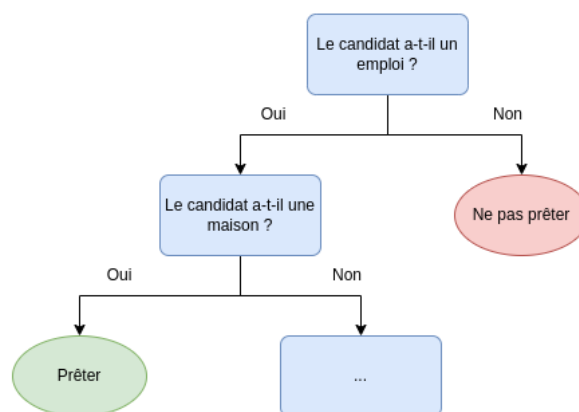 Le candidat a-t-il un
emploi ?
Oui
Non
Le candidat a-t-il une
maison ?
Ne pas prêter
Oui
Non
Prêter
...